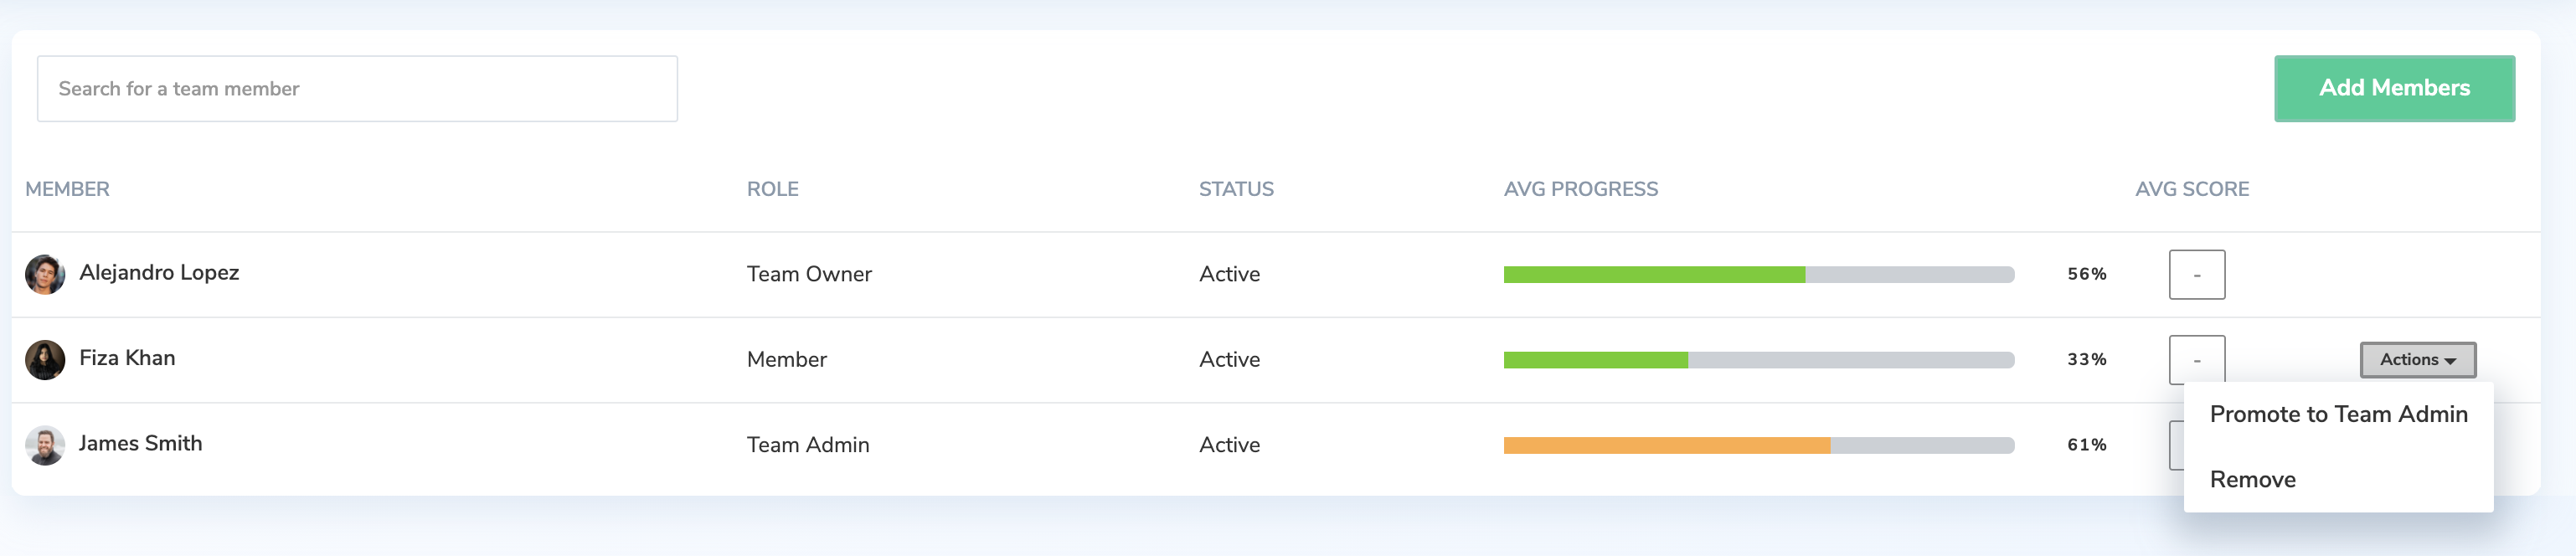 Search for a team member
Add Members
MEMBER ROLE STATUS AVG PROGRESS AVG SCORE
Alejandro Lopez Team Owner Active 56% -
Fiza Khan Member Active 33% - Actions
James Smith Team Admin Active 61%
Promote to Team Admin
Remove